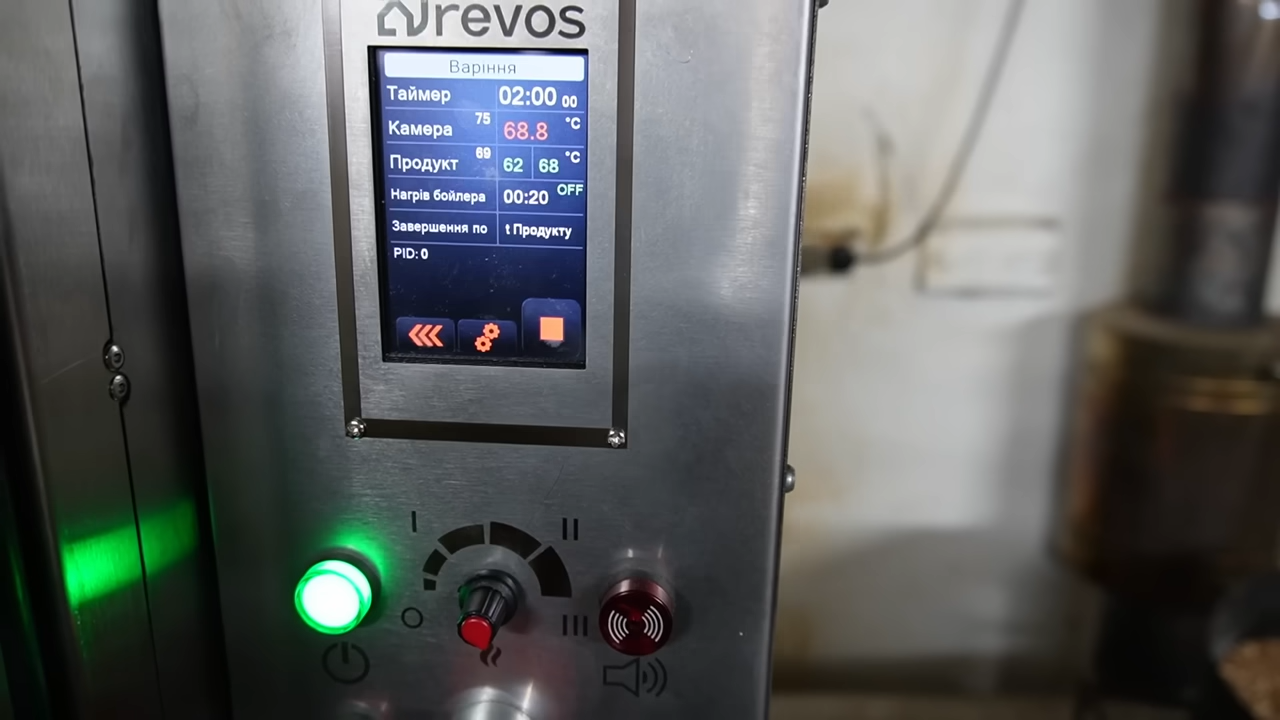 revos
Варіння
Таймер 02:00 00
Камера 75 68.8 °C
Продукт 69 62 68 °C
Нагрів бойлера 00:20 OFF
Завершення по t Продукту
PID: 0
I II
O III